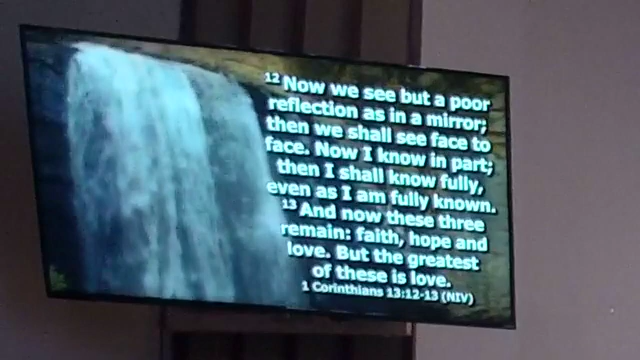 12 Now we see but a poor
reflection as in a mirror;
then we shall see face to
face. Now I know in part;
then I shall know fully,
even as I am fully known.
13 And now these three
remain: faith, hope and
love. But the greatest
of these is love.
1 Corinthians 13:12-13 (NIV)